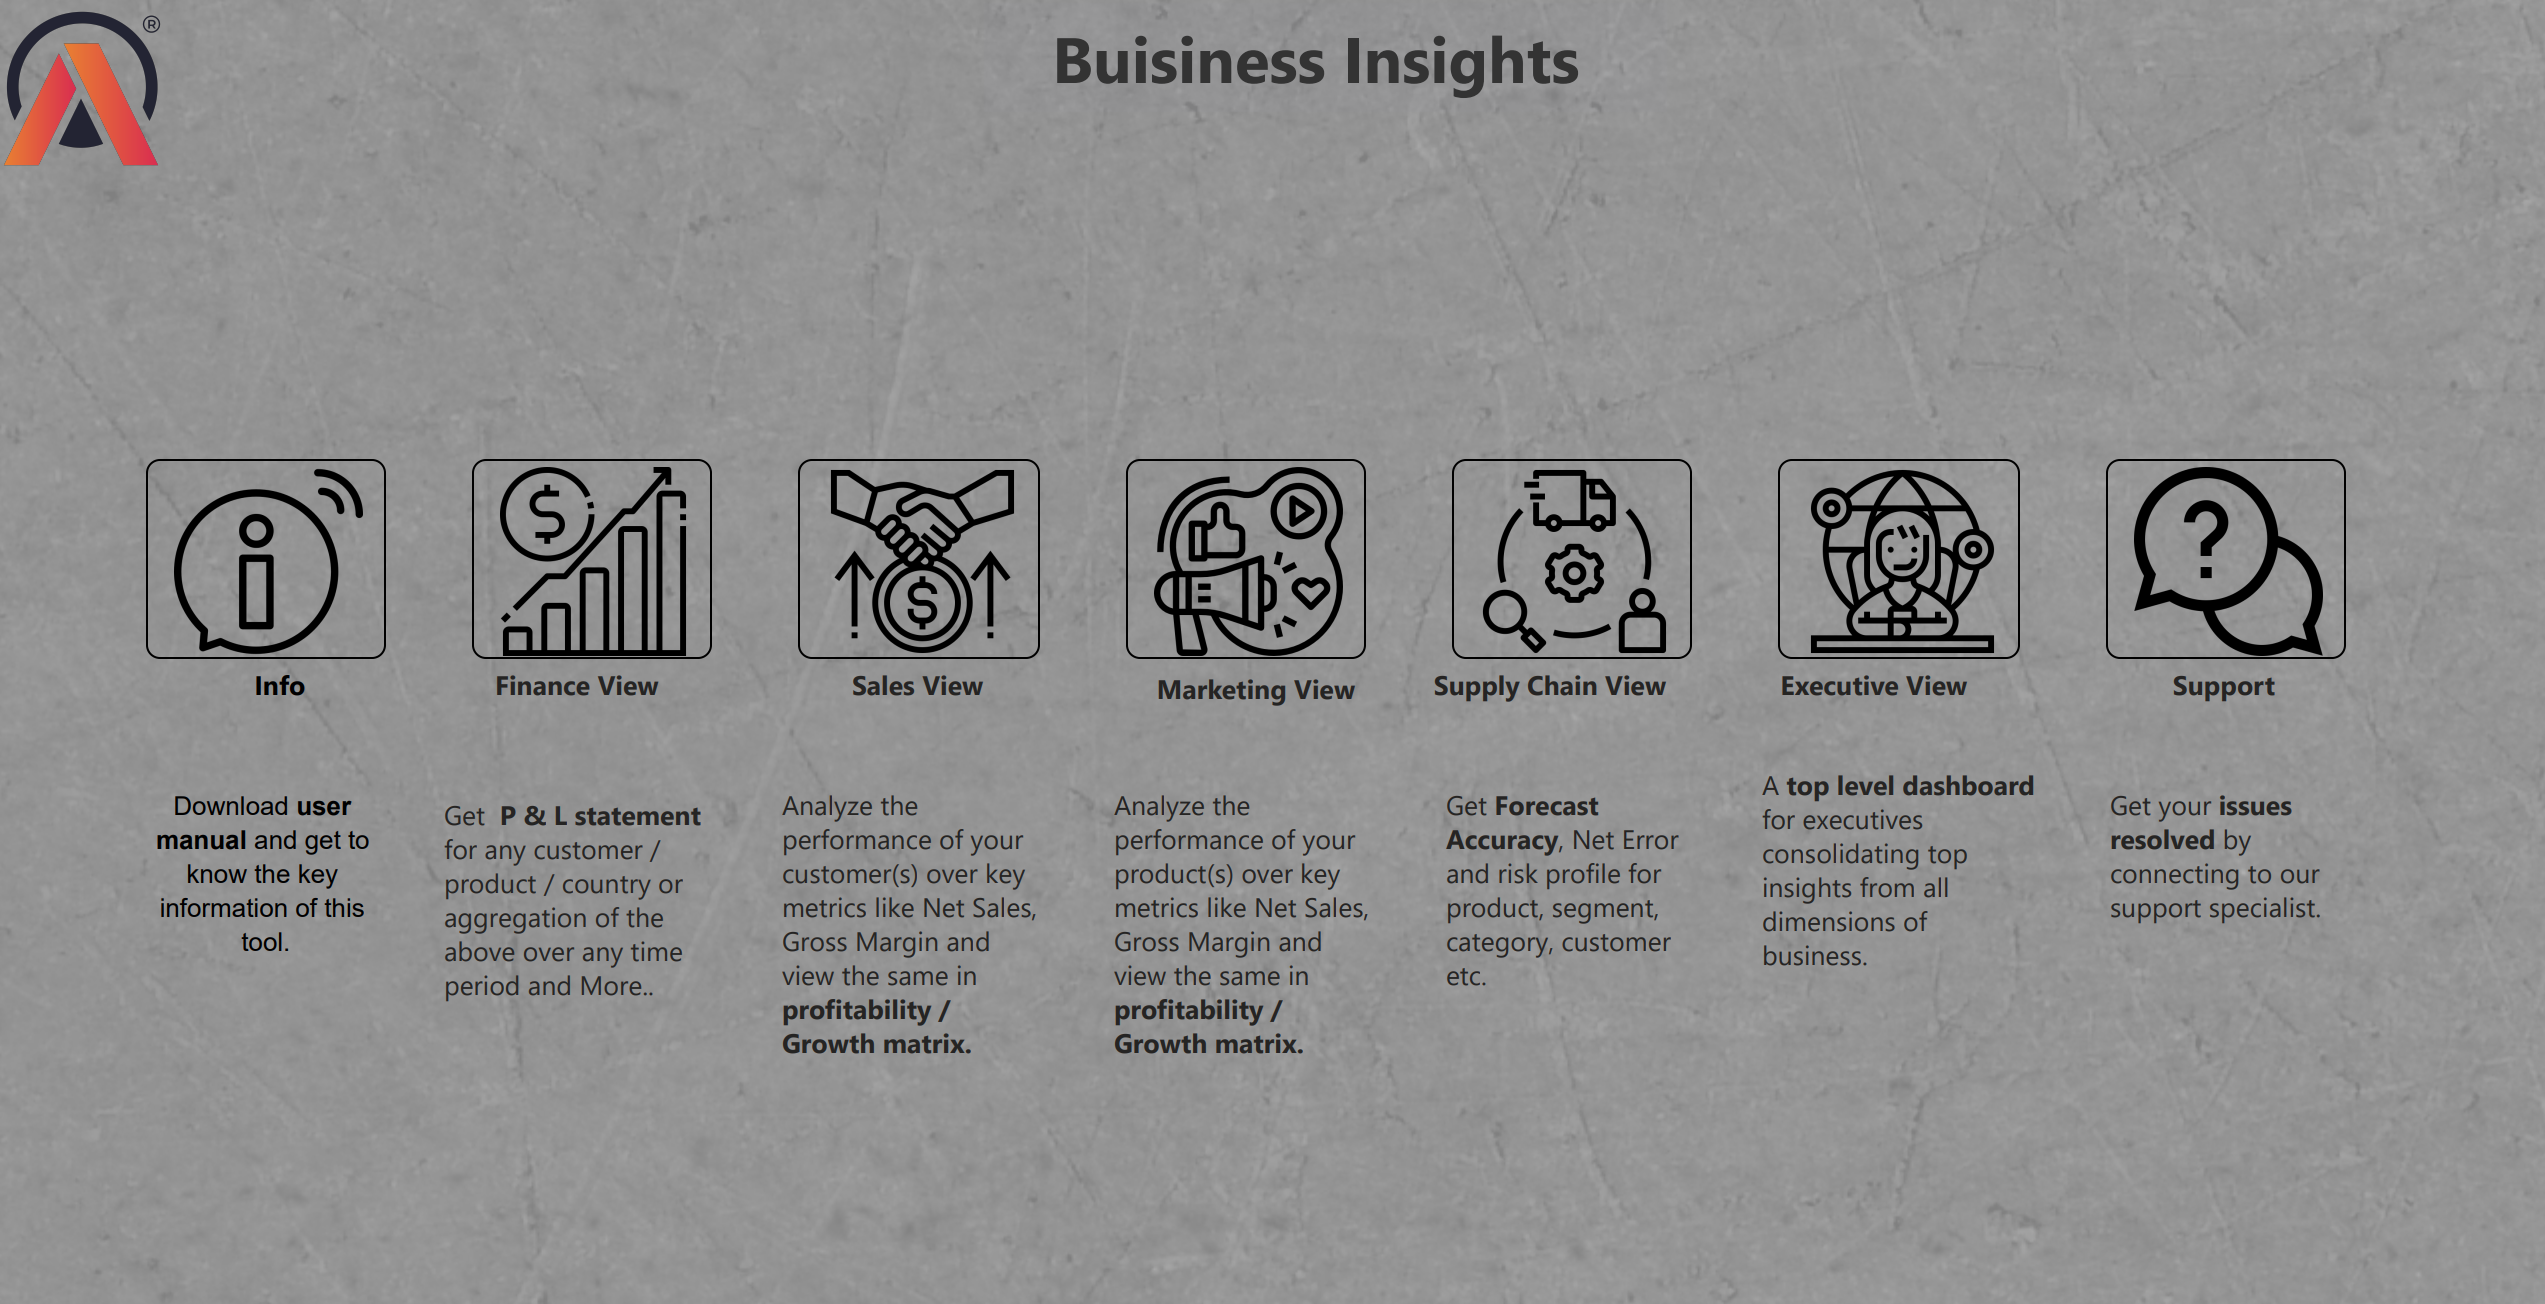 ®
Buisiness Insights
Info
Finance View
Sales View
Marketing View
Supply Chain View
Executive View
Support
Download user
manual and get to
know the key
information of this
tool.
Get  P & L statement
for any customer /
product / country or
aggregation of the
above over any time
period and More..
Analyze the
performance of your
customer(s) over key
metrics like Net Sales,
Gross Margin and
view the same in
profitability /
Growth matrix.
Analyze the
performance of your
product(s) over key
metrics like Net Sales,
Gross Margin and
view the same in
profitability /
Growth matrix.
Get Forecast
Accuracy, Net Error
and risk profile for
product, segment,
category, customer
etc.
A top level dashboard
for executives
consolidating top
insights from all
dimensions of
business.
Get your issues
resolved by
connecting to our
support specialist.